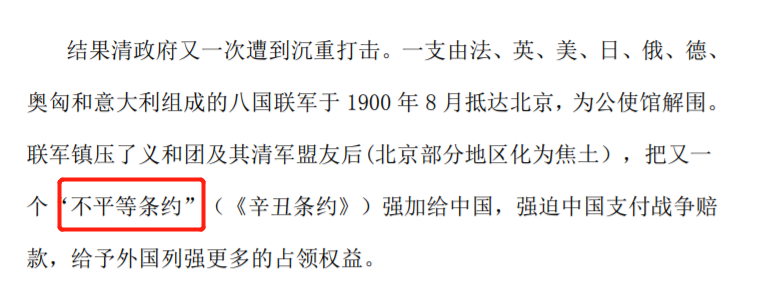 结果清政府又一次遭到沉重打击。一支由法、英、美、日、俄、德、
奥匈和意大利组成的八国联军于 1900 年 8 月抵达北京，为公使馆解围。
联军镇压了义和团及其清军盟友后(北京部分地区化为焦土），把又一
个“不平等条约”（《辛丑条约》）强加给中国，强迫中国支付战争赔
款，给予外国列强更多的占领权益。